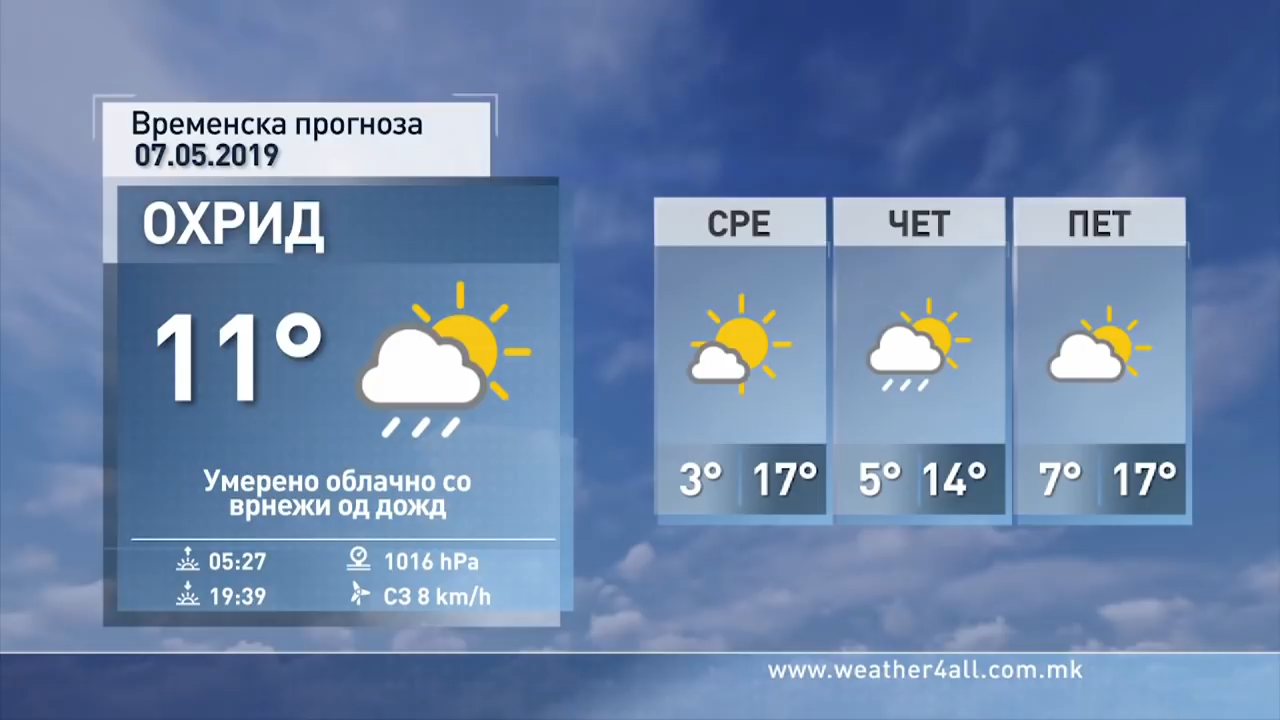 Временска прогноза
07.05.2019
ОХРИД
11°
Умерено облачно со
врнежи од дожд
05:27
1016 hPa
19:39
СЗ 8 km/h
СРЕ
ЧЕТ
ПЕТ
3° 17°
5° 14°
7° 17°
www.weather4all.com.mk